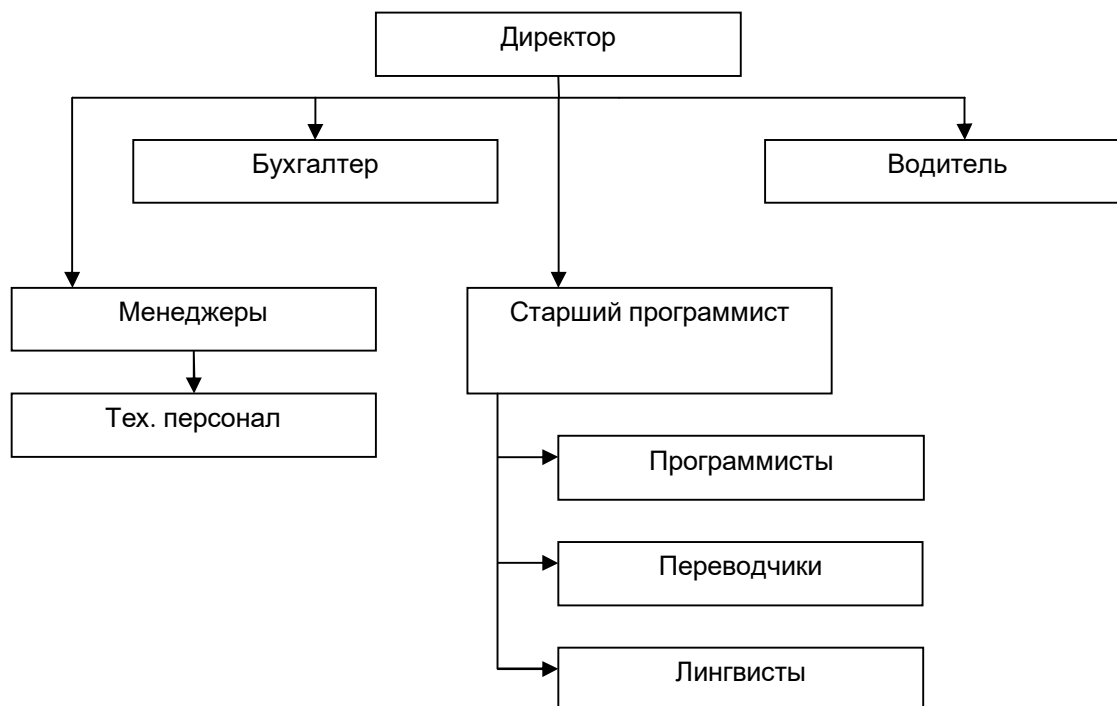 Директор
Бухгалтер
Водитель
Менеджеры
Старший программист
Тех. персонал
Программисты
Переводчики
Лингвисты